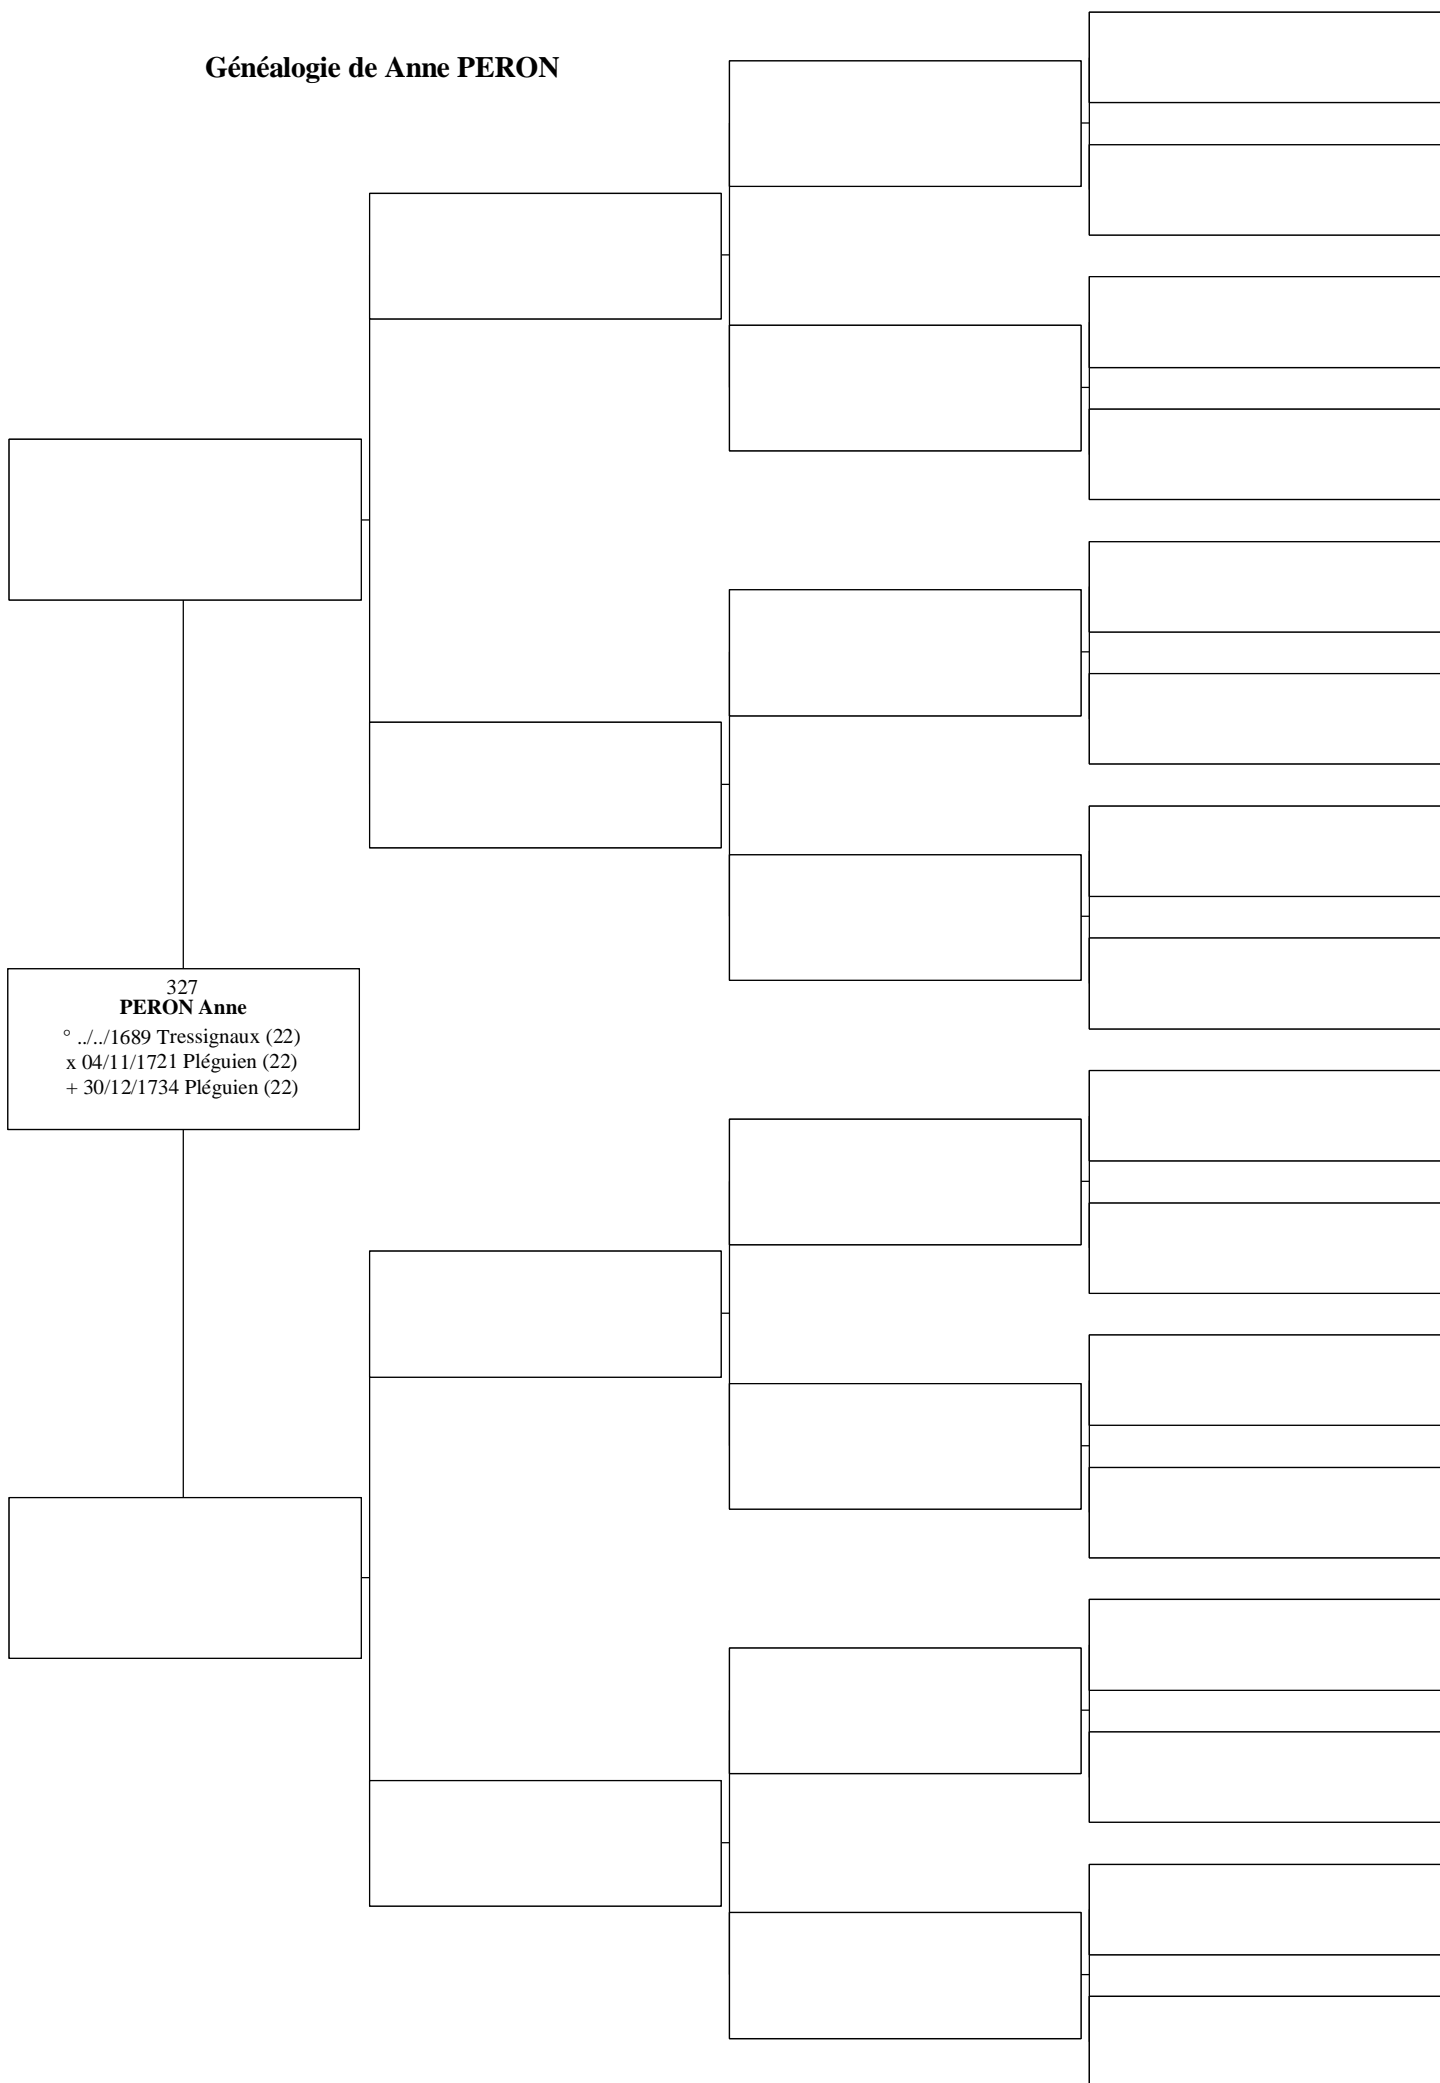 Généalogie de Anne PERON
327
PERON Anne
° ../../1689 Tressignaux (22)
x 04/11/1721 Pléguien (22)
+ 30/12/1734 Pléguien (22)